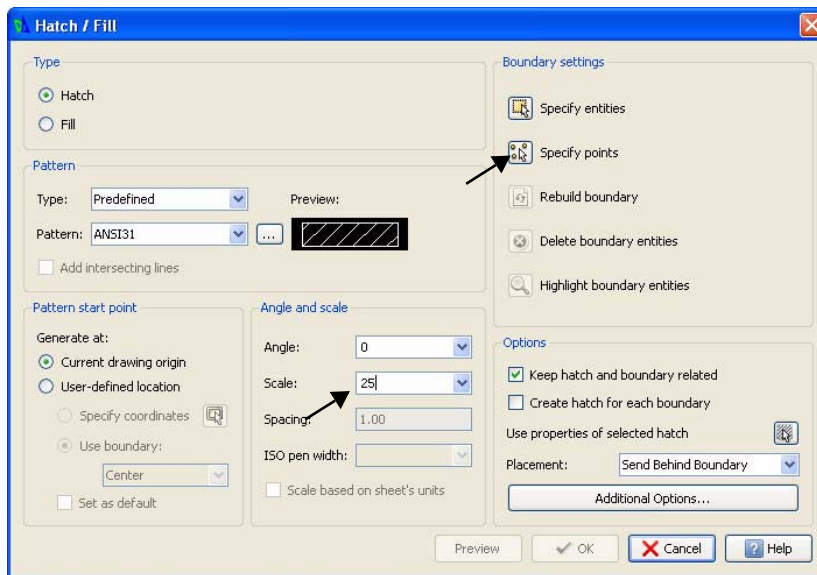 Hatch / Fill
Type
Hatch
Fill
Pattern
Type: Predefined Preview:
Pattern: ANSI31 ...
Add intersecting lines
Pattern start point
Generate at:
Current drawing origin
User-defined location
Specify coordinates
Use boundary:
Center
Set as default
Angle and scale
Angle: 0
Scale: 25
Spacing: 1.00
ISO pen width:
Scale based on sheet's units
Boundary settings
Specify entities
Specify points
Rebuild boundary
Delete boundary entities
Highlight boundary entities
Options
Keep hatch and boundary related
Create hatch for each boundary
Use properties of selected hatch
Placement: Send Behind Boundary
Additional Options...
Preview OK Cancel Help